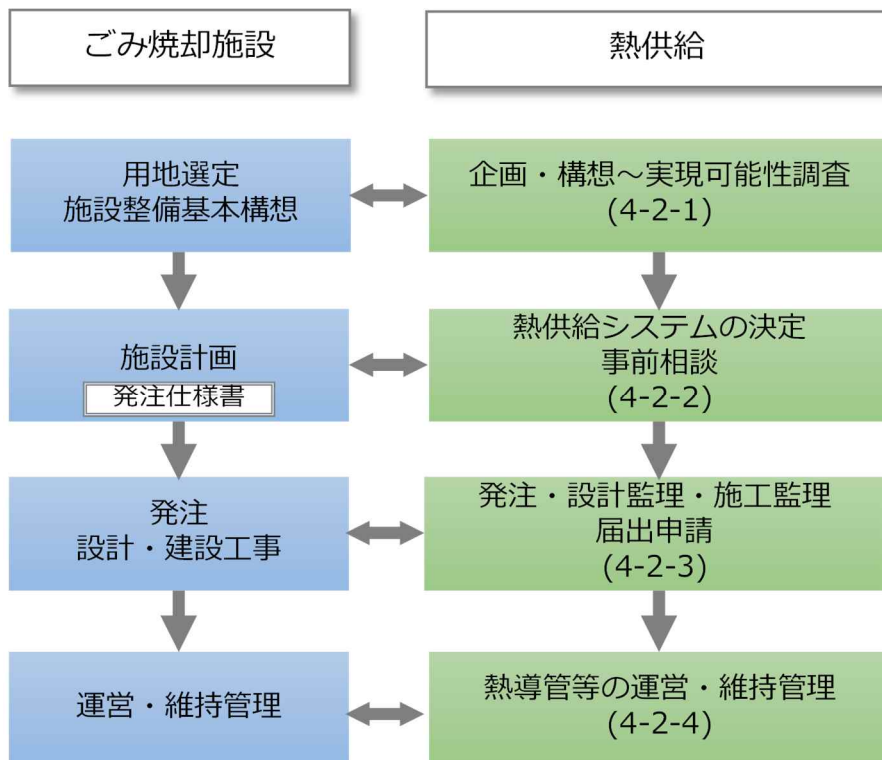 ごみ焼却施設
熱供給
用地選定
施設整備基本構想
企画・構想～実現可能性調査
(4-2-1)
施設計画
発注仕様書
熱供給システムの決定
事前相談
(4-2-2)
発注
設計・建設工事
発注・設計監理・施工監理
届出申請
(4-2-3)
運営・維持管理
熱導管等の運営・維持管理
(4-2-4)